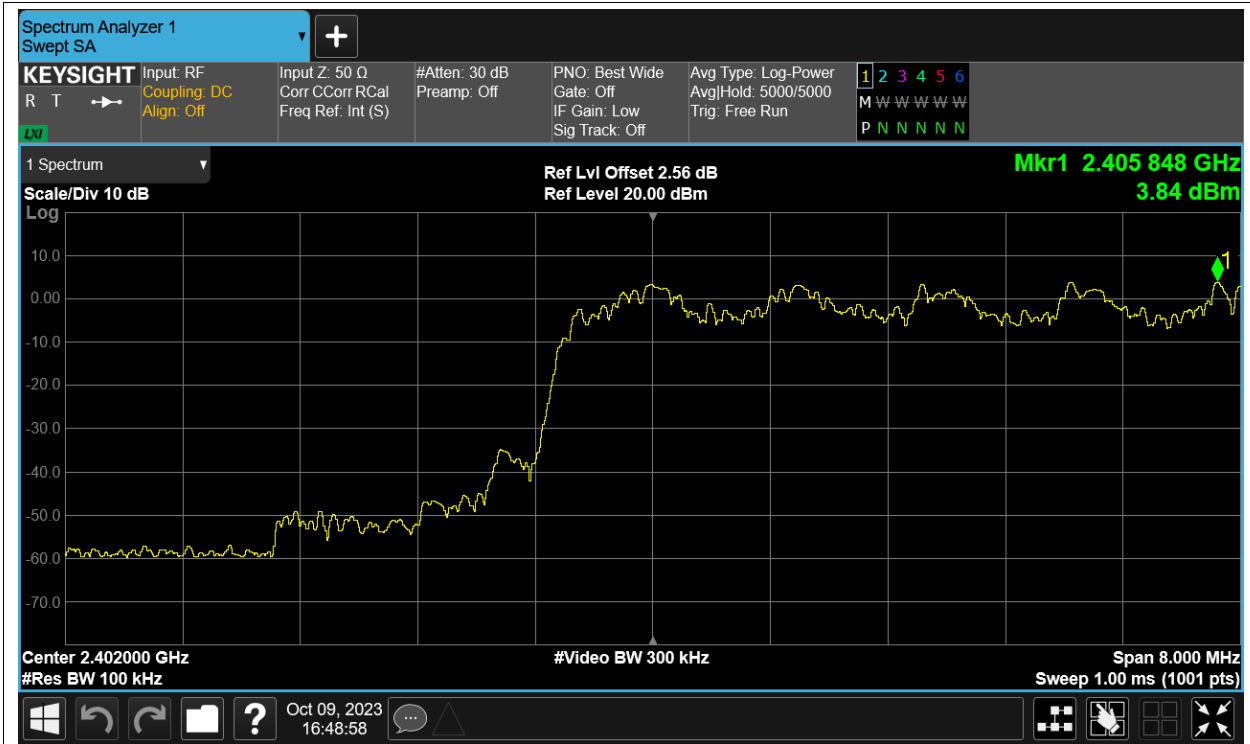 Spectrum Analyzer 1
Swept SA
KEYSIGHT
R T
LXI
Input: RF
Coupling: DC
Align: Off
Input Z: 50 Ω
Corr CCorr RCal
Freq Ref: Int (S)
#Atten: 30 dB
Preamp: Off
PNO: Best Wide
Gate: Off
IF Gain: Low
Sig Track: Off
Avg Type: Log-Power
Avg|Hold: 5000/5000
Trig: Free Run
1 2 3 4 5 6
M W W W W W
P N N N N N
1 Spectrum
Scale/Div 10 dB
Log
Ref Lvl Offset 2.56 dB
Ref Level 20.00 dBm
Mkr1 2.405 848 GHz
3.84 dBm
1
10.0
0.00
-10.0
-20.0
-30.0
-40.0
-50.0
-60.0
-70.0
Center 2.402000 GHz
#Res BW 100 kHz
#Video BW 300 kHz
Span 8.000 MHz
Sweep 1.00 ms (1001 pts)
?
Oct 09, 2023
16:48:58